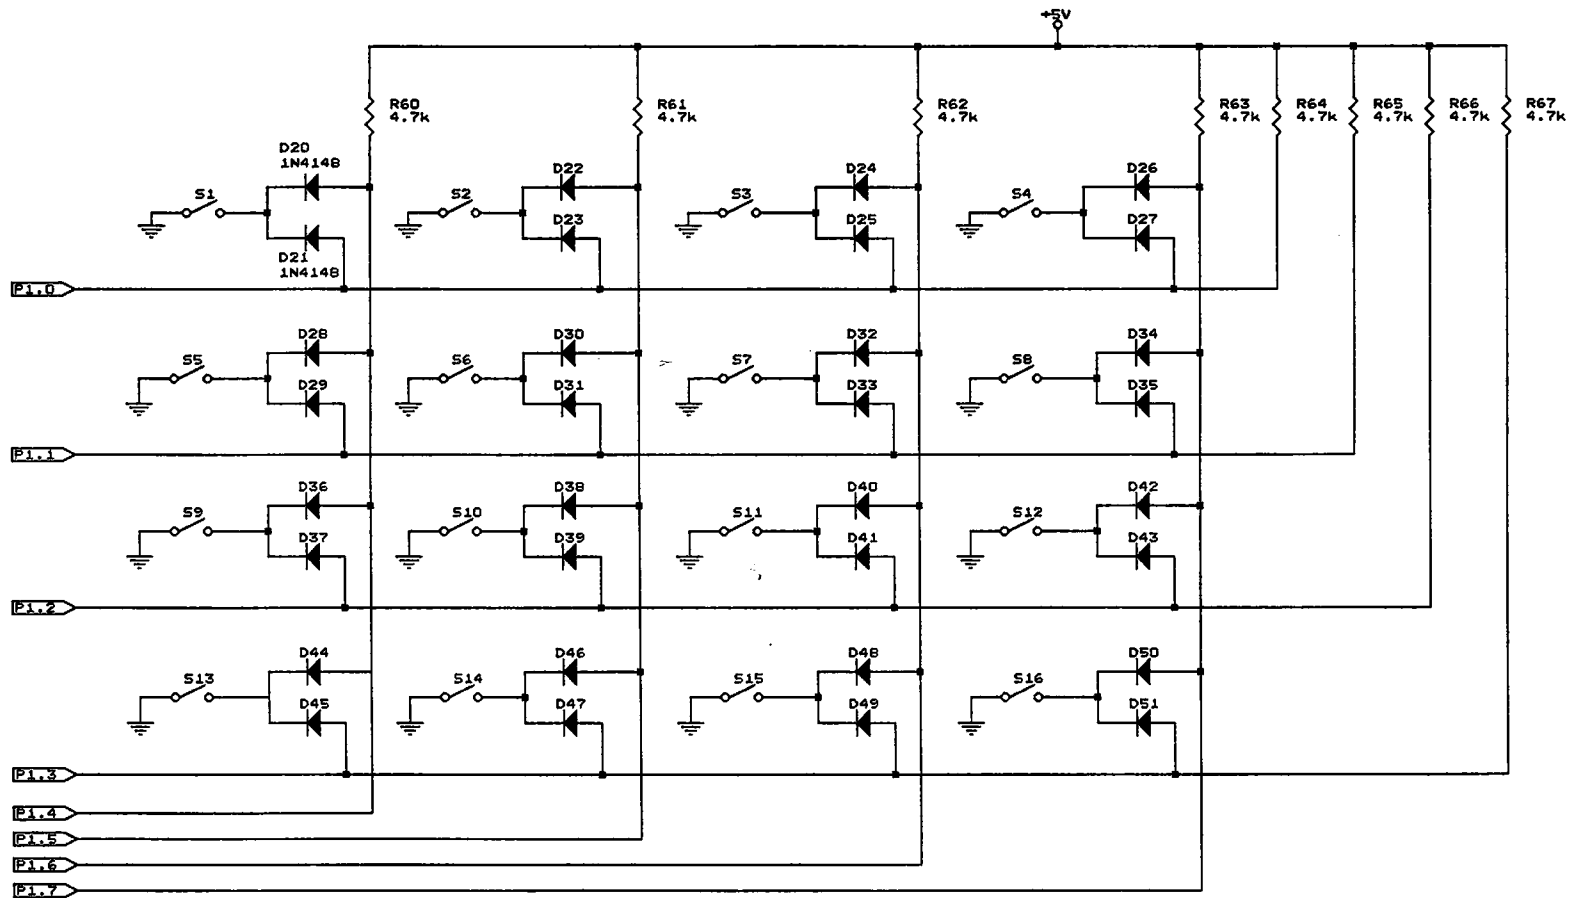 +5V
R60
4.7k
R61
4.7k
R62
4.7k
R63
4.7k
R64
4.7k
R65
4.7k
R66
4.7k
R67
4.7k
D20
1N4148
D22
D24
D26
S1
S2
S3
S4
D23
D25
D27
D21
1N4148
P1.0
D28
D30
D32
D34
S5
S6
S7
S8
D29
D31
D33
D35
P1.1
D36
D38
D40
D42
S9
S10
S11
S12
D37
D39
D41
D43
P1.2
D44
D46
D48
D50
S13
S14
S15
S16
D45
D47
D49
D51
P1.3
P1.4
P1.5
P1.6
P1.7